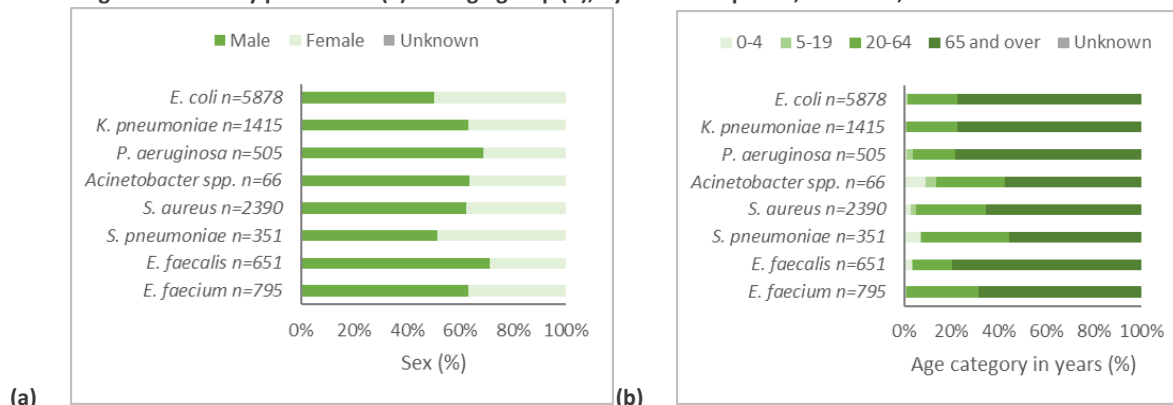 Male Female Unknown
E. coli n=5878
K. pneumoniae n=1415
P. aeruginosa n=505
Acinetobacter spp. n=66
S. aureus n=2390
S. pneumoniae n=351
E. faecalis n=651
E. faecium n=795
0% 20% 40% 60% 80% 100%
Sex (%)
(a)
0-4 5-19 20-64 65 and over Unknown
E. coli n=5878
K. pneumoniae n=1415
P. aeruginosa n=505
Acinetobacter spp. n=66
S. aureus n=2390
S. pneumoniae n=351
E. faecalis n=651
E. faecium n=795
0% 20% 40% 60% 80% 100%
Age category in years (%)
(b)